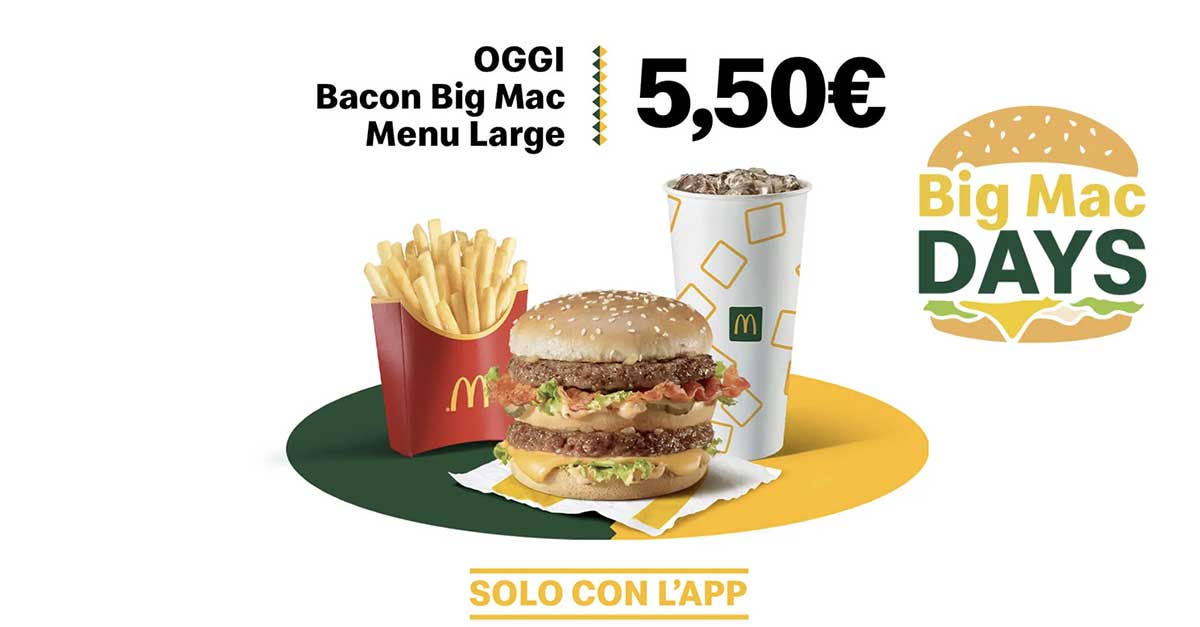 OGGI
Bacon Big Mac
Menu Large
5,50€
Big Mac
DAYS
SOLO CON L'APP